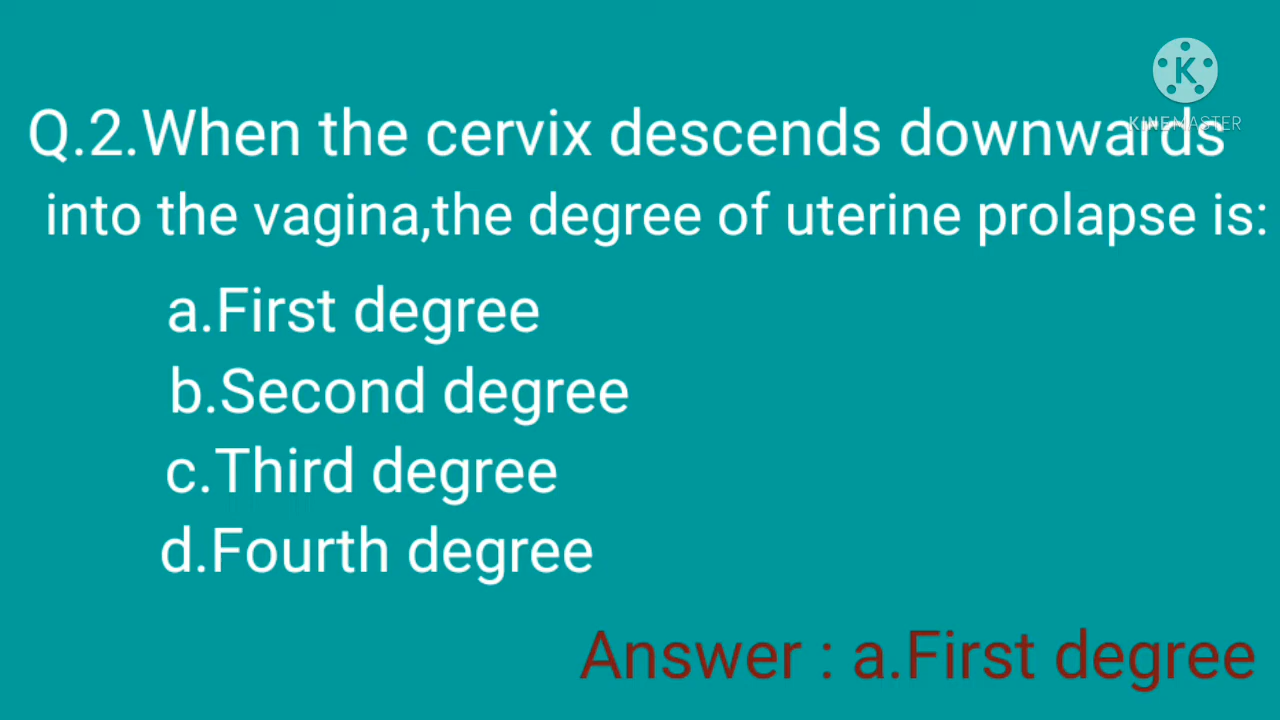 KINEMASTER
Q.2.When the cervix descends downwards
into the vagina,the degree of uterine prolapse is:
a.First degree
b.Second degree
c.Third degree
d.Fourth degree
Answer : a.First degree